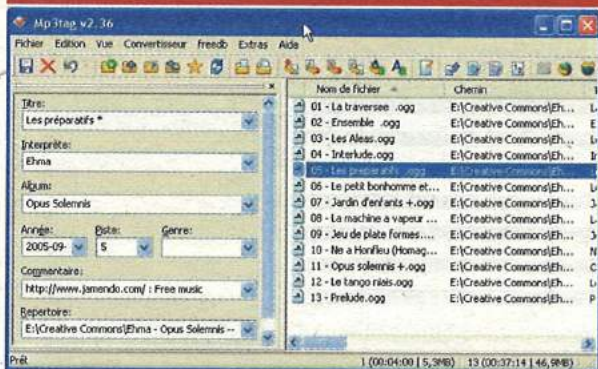 Mp3tag v2.36
Fichier Edition Vue Convertisseur freedb Extras Aide
Titre:
Les préparatifs *
Interprète:
Ehma
Album:
Opus Solemnis
Année: Piste: Genre:
2005-09- 5
Commentaire:
http://www.jamendo.com/ : Free music
Repertoire:
E:\Creative Commons\Ehma - Opus Solemnis --
Nom de fichier Chemin
01 - La traversee .ogg E:\Creative Commons\Eh...
02 - Ensemble .ogg E:\Creative Commons\Eh...
03 - Les Aleas.ogg E:\Creative Commons\Eh...
04 - Interlude.ogg E:\Creative Commons\Eh...
05 - Les preparatifs .ogg E:\Creative Commons\Eh...
06 - Le petit bonhomme et... E:\Creative Commons\Eh...
07 - Jardin d'enfants +.ogg E:\Creative Commons\Eh...
08 - La machine a vapeur ... E:\Creative Commons\Eh...
09 - Jeu de plate formes.... E:\Creative Commons\Eh...
10 - Ne a Honfleu (Homag... E:\Creative Commons\Eh...
11 - Opus solemnis +.ogg E:\Creative Commons\Eh...
12 - Le tango niais.ogg E:\Creative Commons\Eh...
13 - Prelude.ogg E:\Creative Commons\Eh...
Prêt 1 (00:04:00 | 5,3MB) 13 (00:37:14 | 46,9MB)